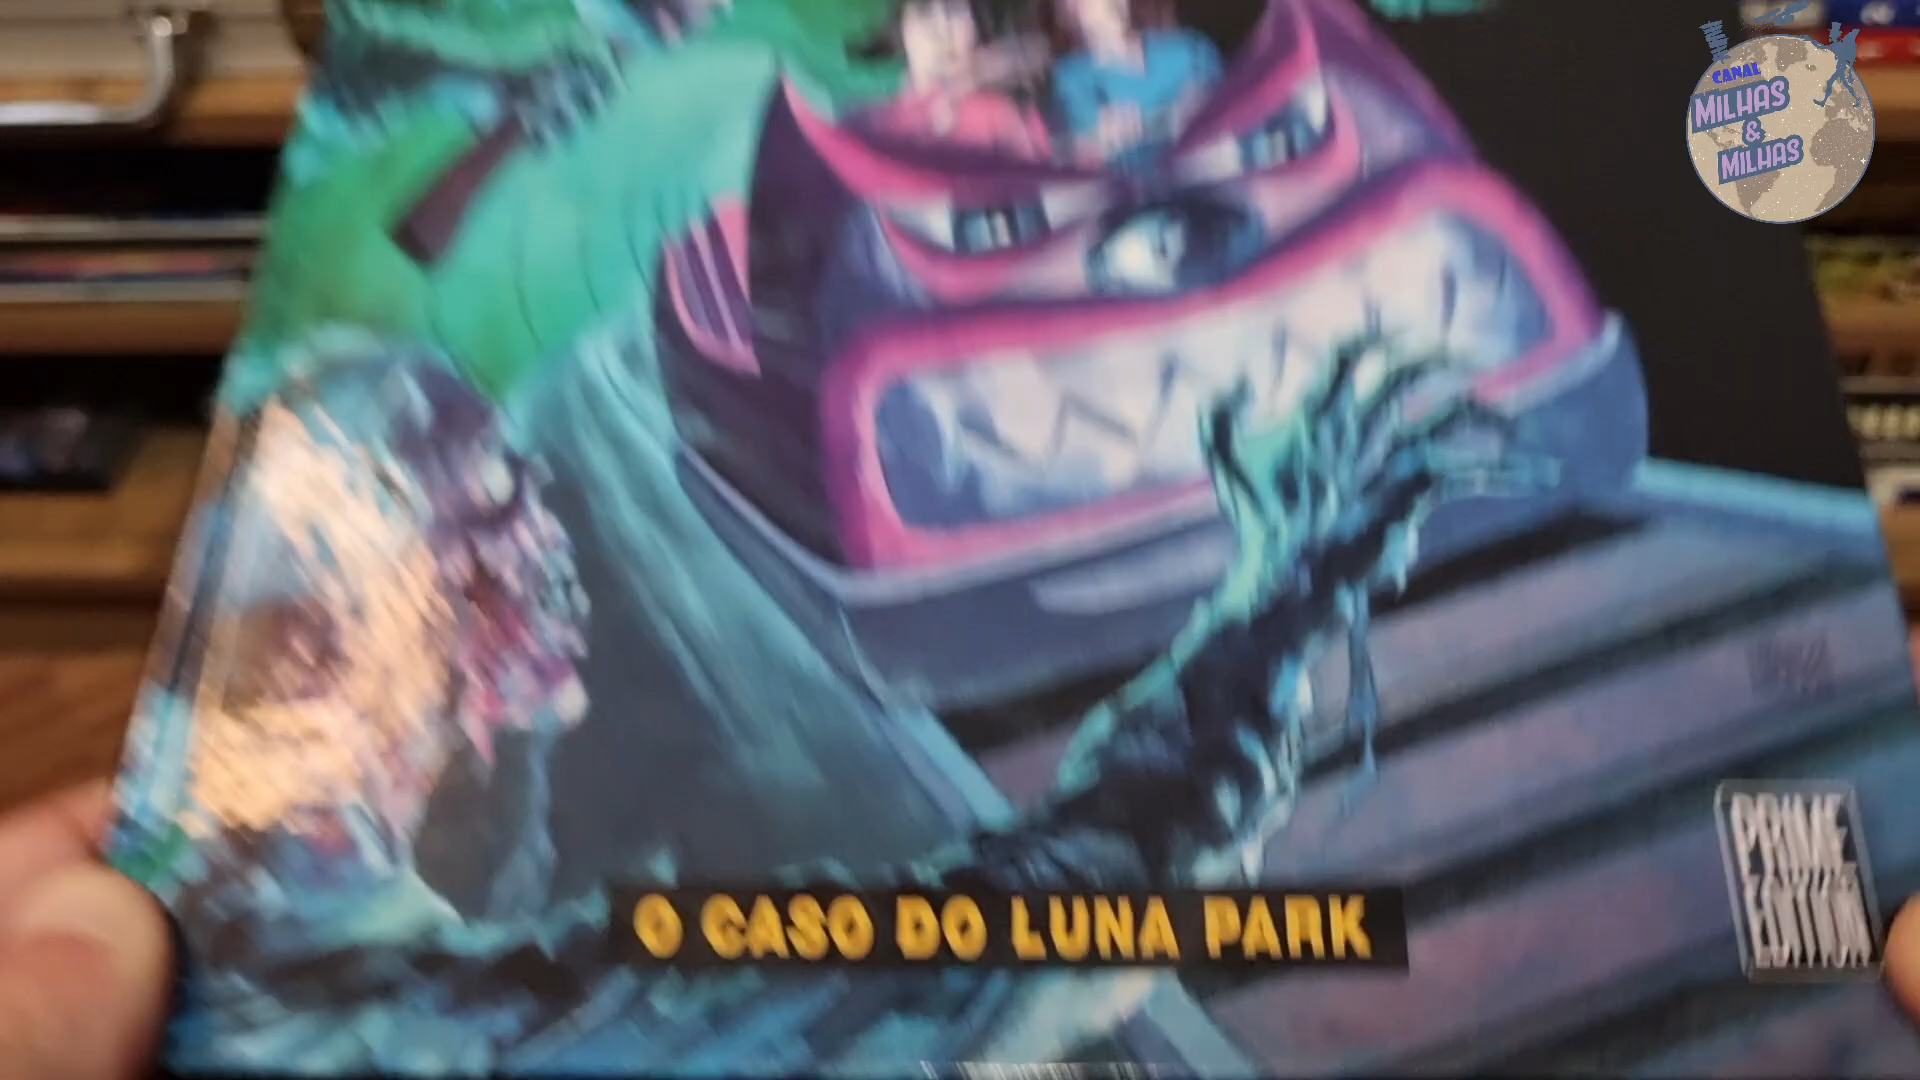 CANAL
MILHAS
&
MILHAS
O CASO DO LUNA PARK
PRIME
EDITION